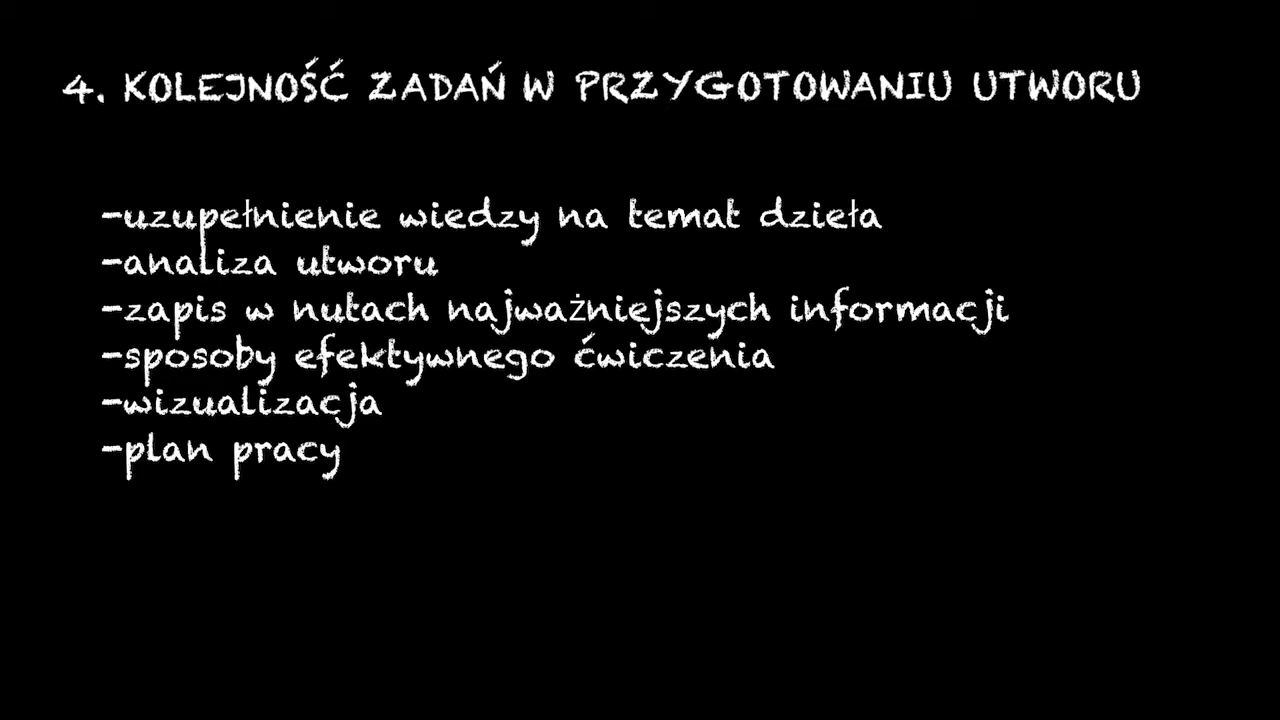 4. KOLEJNOŚĆ ZADAŃ W PRZYGOTOWANIU UTWORU
-uzupełnienie wiedzy na temat dzieła
-analiza utworu
-zapis w nutach najważniejszych informacji
-sposoby efektywnego ćwiczenia
-wizualizacja
-plan pracy